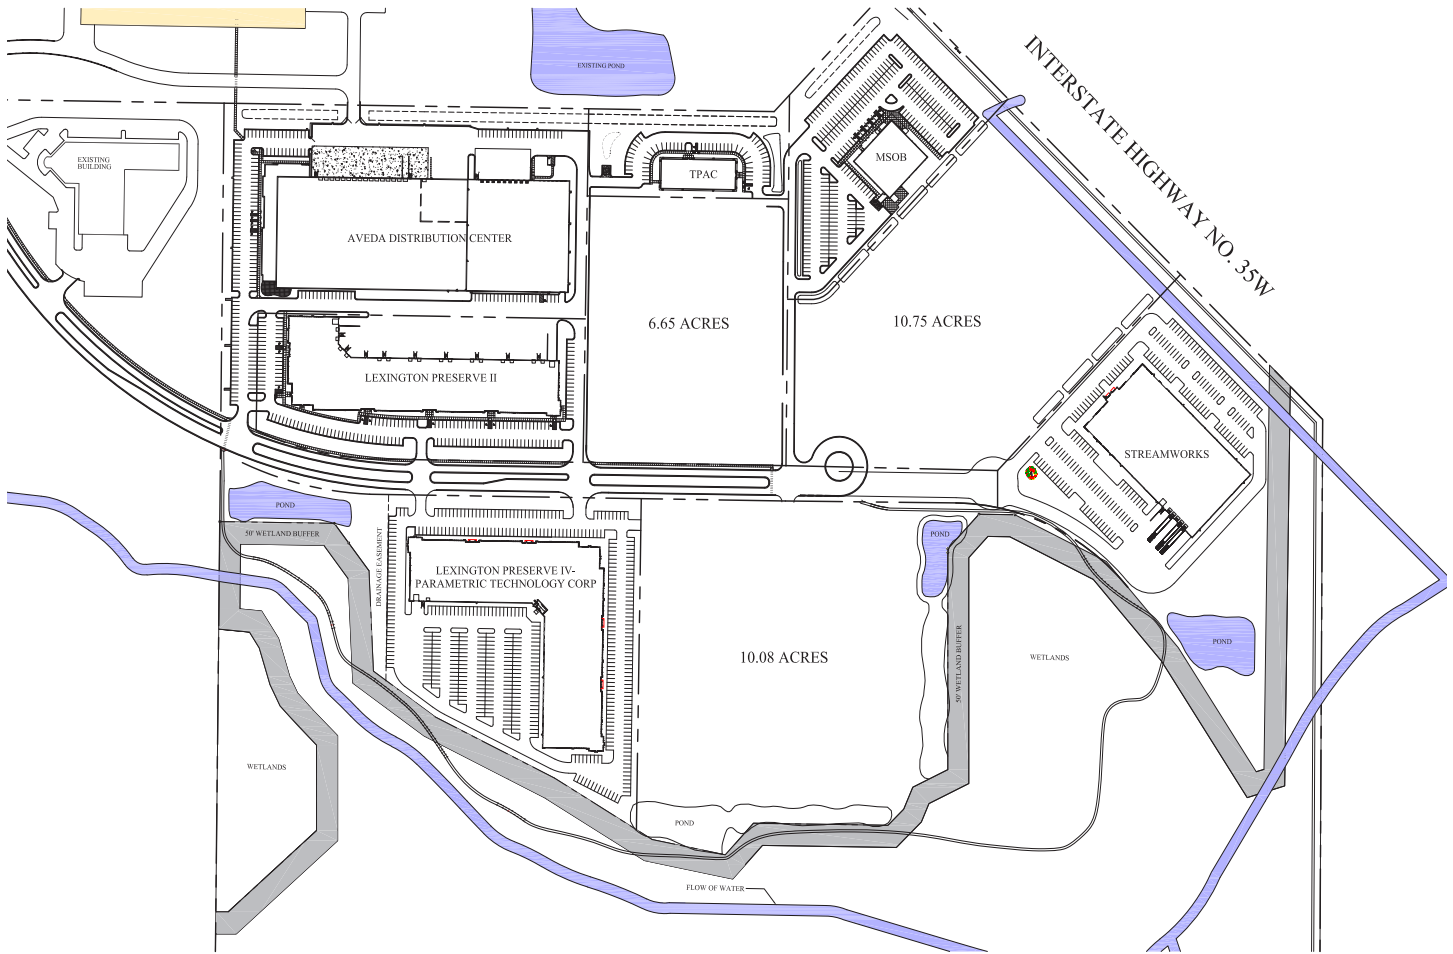 EXISTING POND
INTERSTATE HIGHWAY NO. 35W
EXISTING
BUILDING
MSOB
TPAC
AVEDA DISTRIBUTION CENTER
6.65 ACRES
10.75 ACRES
LEXINGTON PRESERVE II
STREAMWORKS
POND
50' WETLAND BUFFER
DRAINAGE EASEMENT
LEXINGTON PRESERVE IV-
PARAMETRIC TECHNOLOGY CORP
POND
10.08 ACRES
50' WETLAND BUFFER
WETLANDS
POND
WETLANDS
POND
FLOW OF WATER